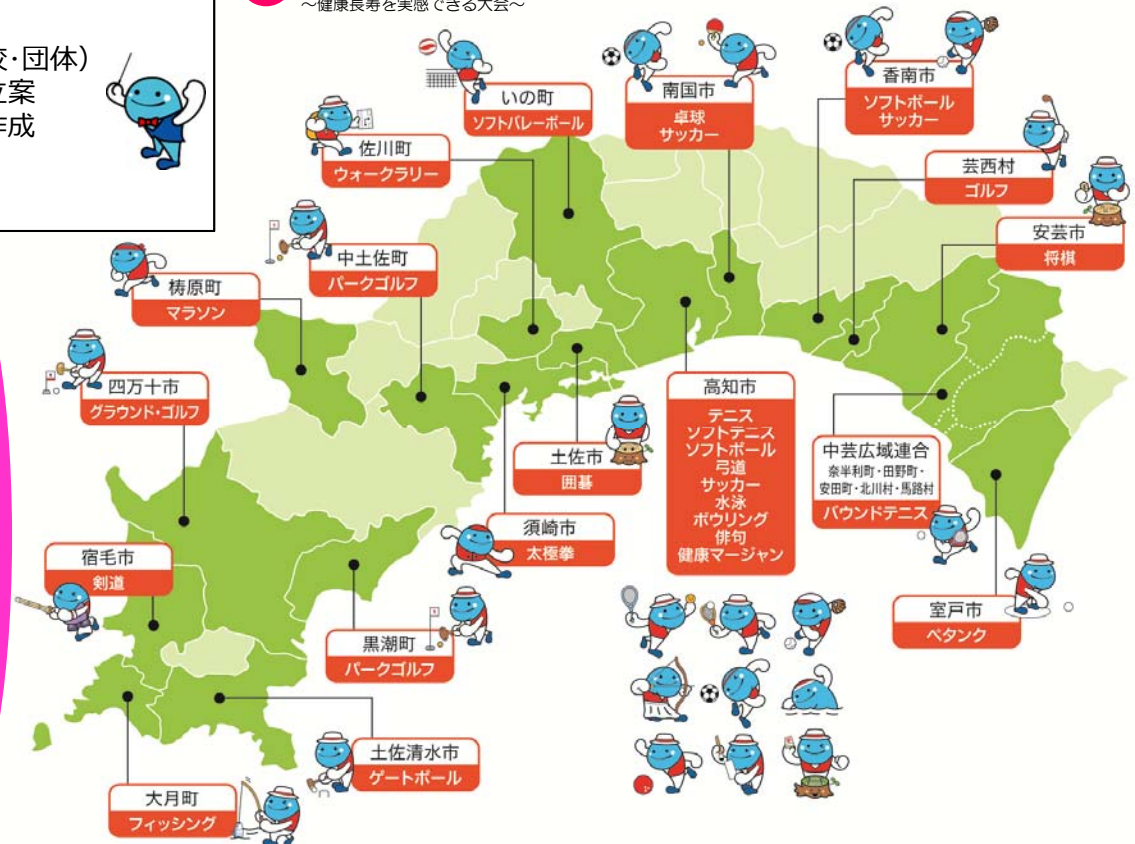 ～健康長寿を実感できる大会～
校･団体）
立案
作成
いの町
ソフトバレーボール
南国市
卓球
サッカー
香南市
ソフトボール
サッカー
佐川町
ウォークラリー
芸西村
ゴルフ
安芸市
将棋
中土佐町
パークゴルフ
梼原町
マラソン
四万十市
グラウンド･ゴルフ
高知市
テニス
ソフトテニス
ソフトボール
弓道
サッカー
水泳
ボウリング
俳句
健康マージャン
中芸広域連合
奈半利町･田野町･
安田町･北川村･馬路村
バウンドテニス
土佐市
囲碁
須崎市
太極拳
宿毛市
剣道
室戸市
ペタンク
黒潮町
パークゴルフ
土佐清水市
ゲートボール
大月町
フィッシング